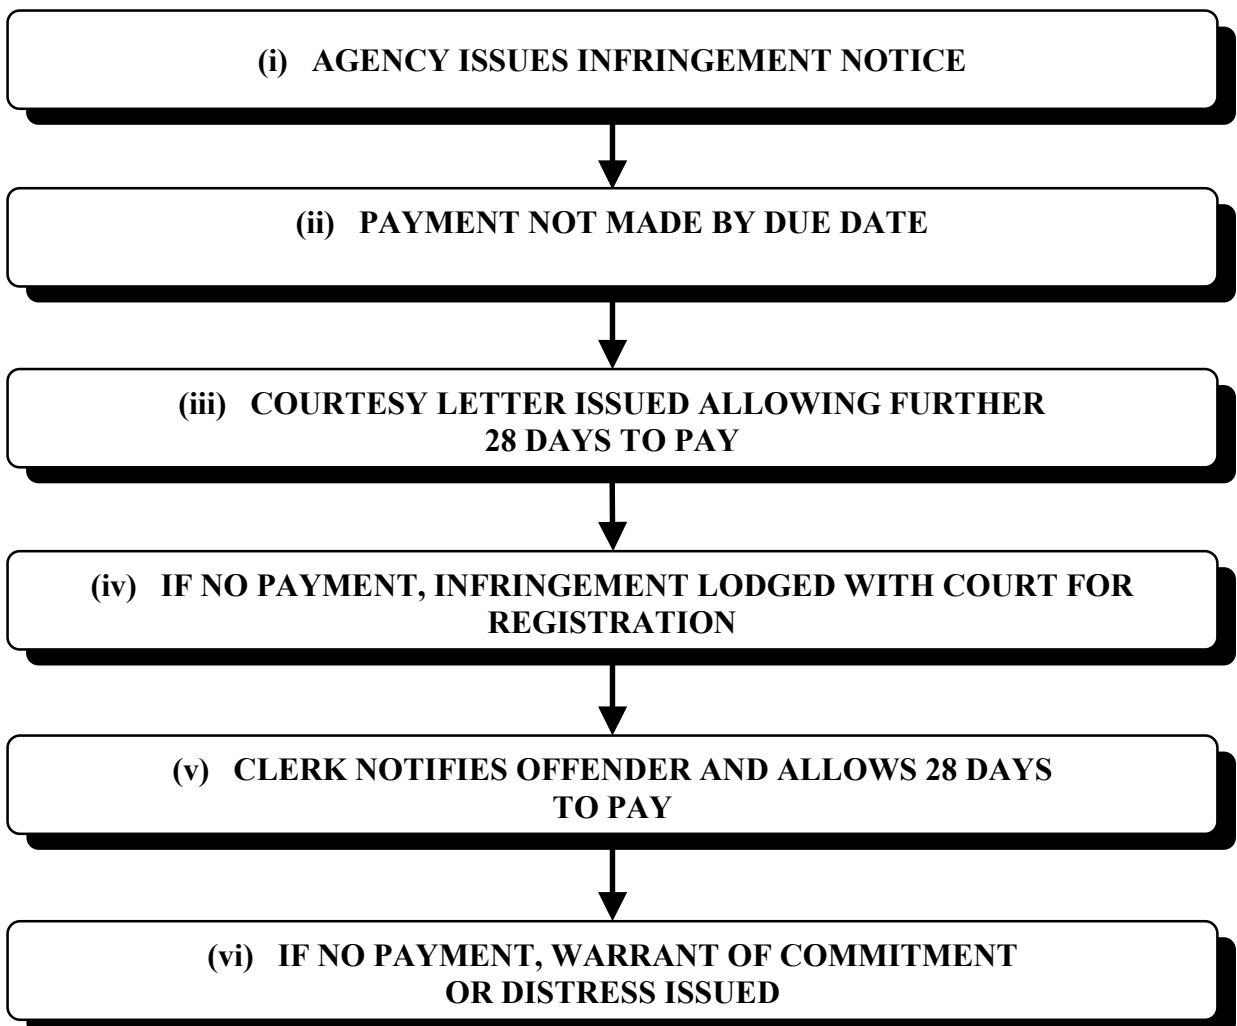 (i) AGENCY ISSUES INFRINGEMENT NOTICE
(ii) PAYMENT NOT MADE BY DUE DATE
(iii) COURTESY LETTER ISSUED ALLOWING FURTHER
28 DAYS TO PAY
(iv) IF NO PAYMENT, INFRINGEMENT LODGED WITH COURT FOR
REGISTRATION
(v) CLERK NOTIFIES OFFENDER AND ALLOWS 28 DAYS
TO PAY
(vi) IF NO PAYMENT, WARRANT OF COMMITMENT
OR DISTRESS ISSUED